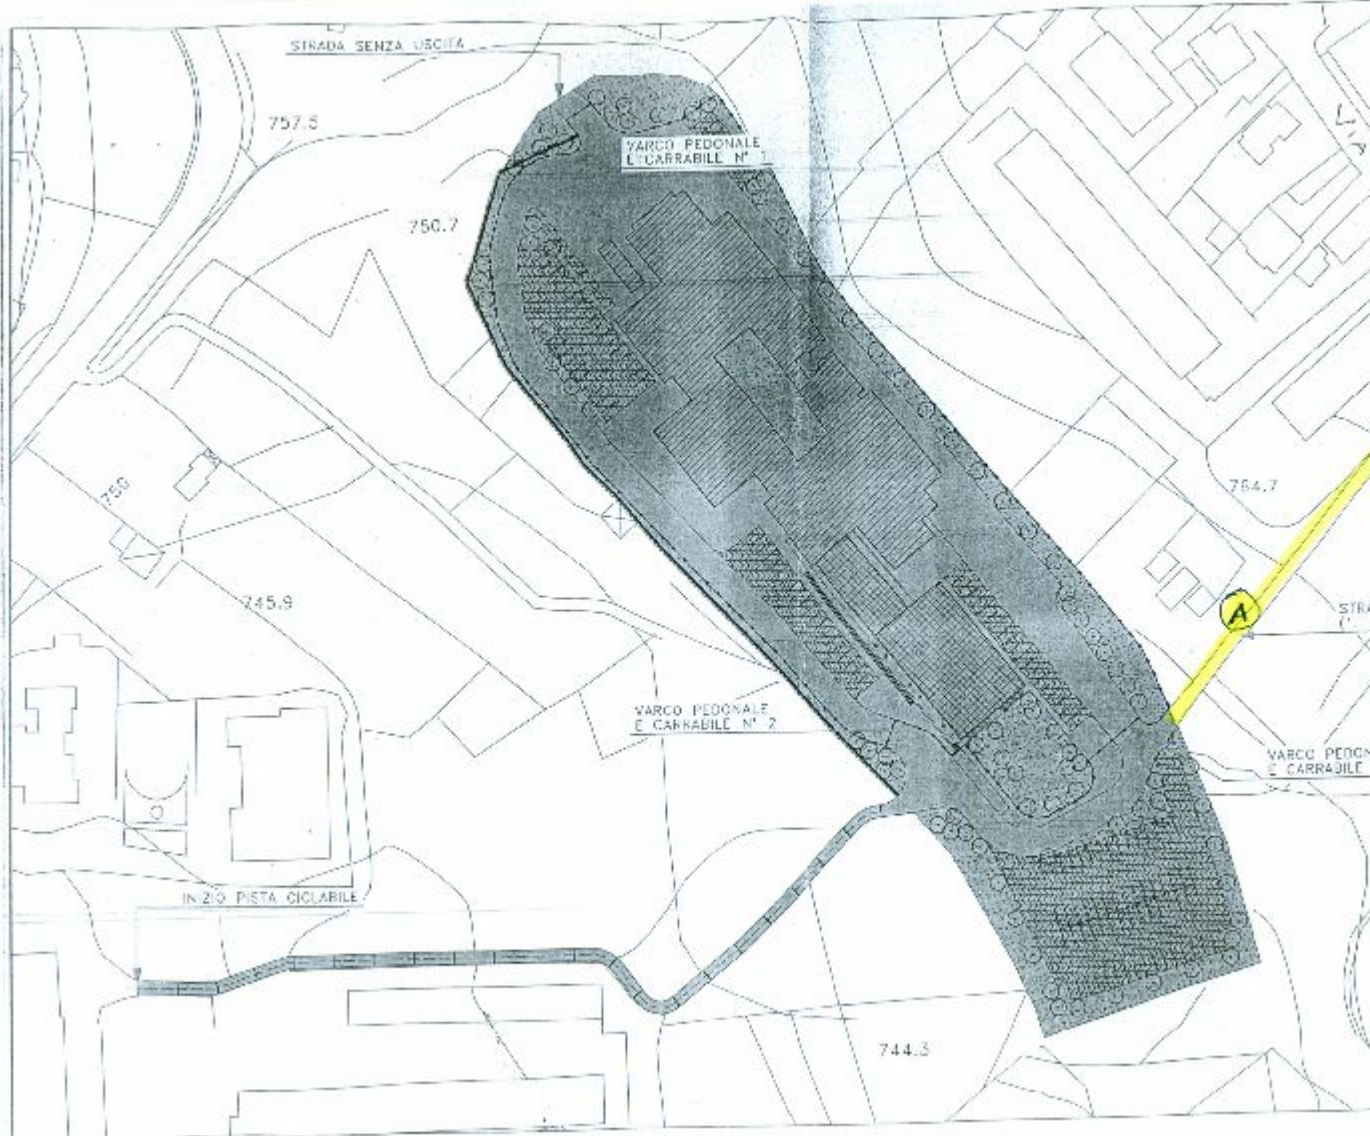 STRADA SENZA USCITA
757.5
VARCO PEDONALE
E CARRABILE N° 1
750.7
750
754.7
A
745.9
STRA
VARCO PEDONALE
E CARRABILE N° 2
VARCO PEDON
E CARRABILE
INIZIO PISTA CICLABILE
744.3